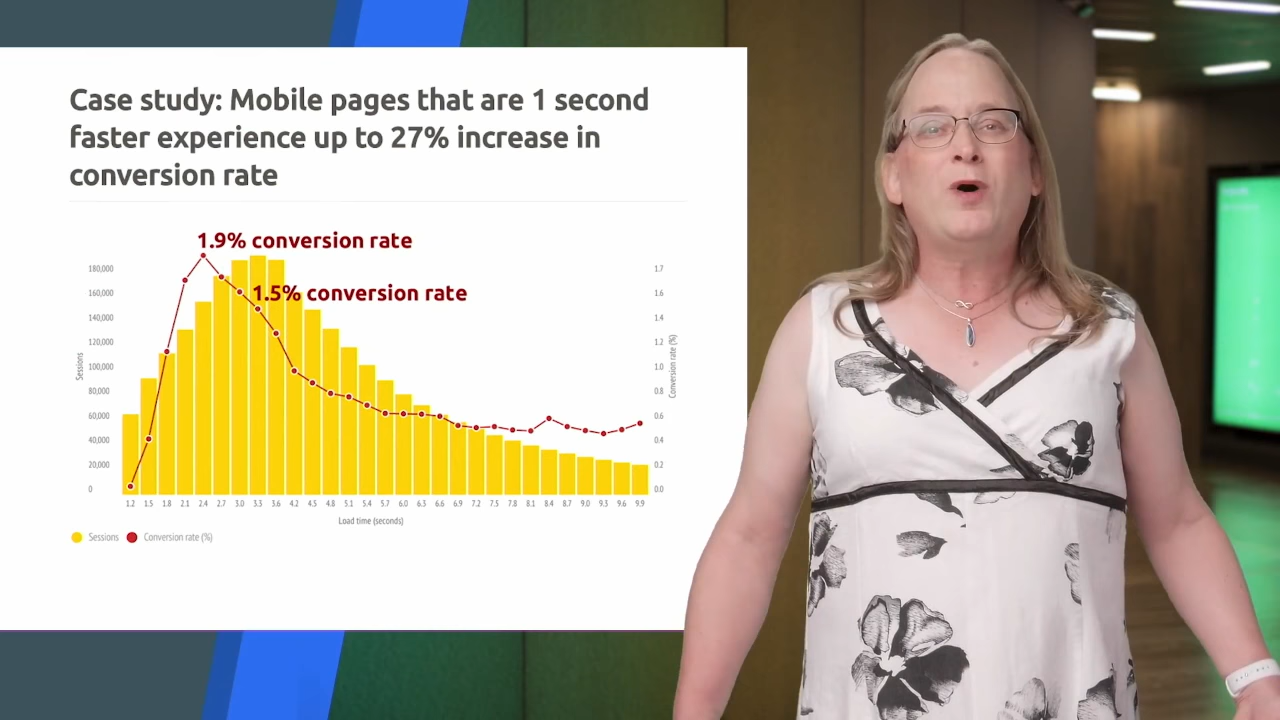 Case study: Mobile pages that are 1 second
faster experience up to 27% increase in
conversion rate
1.9% conversion rate
1.5% conversion rate
180,000
160,000
140,000
120,000
100,000
80,000
60,000
40,000
20,000
0
Sessions
1.7
1.6
1.4
1.2
1.0
0.8
0.6
0.4
0.2
0.0
Conversion rate (%)
1.2 1.5 1.8 2.1 2.4 2.7 3.0 3.3 3.6 4.2 4.5 4.8 5.1 5.4 5.7 6.0 6.3 6.6 6.9 7.2 7.5 7.8 8.1 8.4 8.7 9.0 9.3 9.6 9.9
Load time (seconds)
Sessions Conversion rate (%)